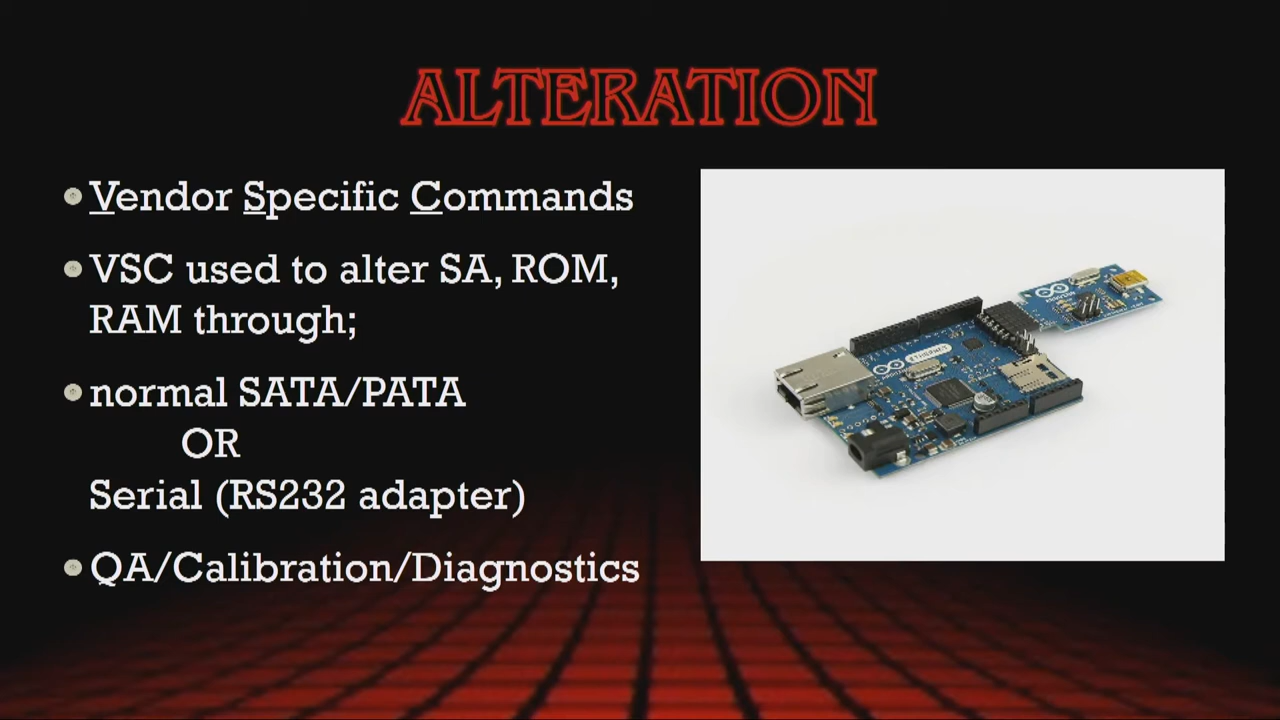 ALTERATION
Vendor Specific Commands
VSC used to alter SA, ROM,
RAM through;
normal SATA/PATA
OR
Serial (RS232 adapter)
QA/Calibration/Diagnostics
ETHERNET